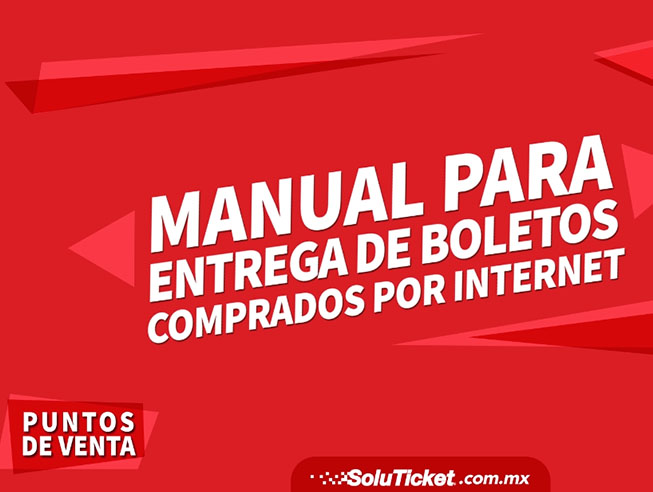 MANUAL PARA
ENTREGA DE BOLETOS
COMPRADOS POR INTERNET
PUNTOS
DE VENTA
SoluTicket.com.mx